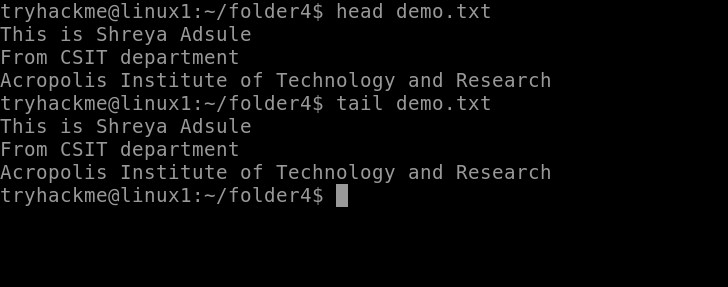 tryhackme@linux1:~/folder4$ head demo.txt
This is Shreya Adsule
From CSIT department
Acropolis Institute of Technology and Research
tryhackme@linux1:~/folder4$ tail demo.txt
This is Shreya Adsule
From CSIT department
Acropolis Institute of Technology and Research
tryhackme@linux1:~/folder4$